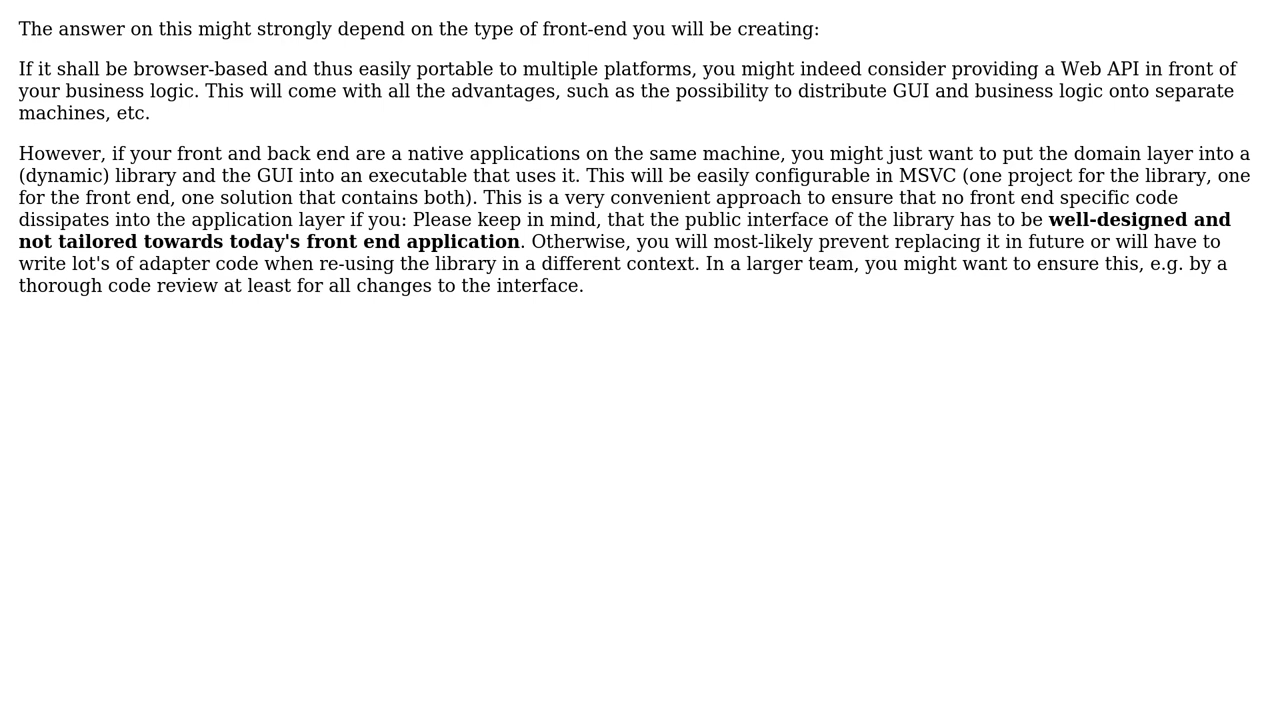 The answer on this might strongly depend on the type of front-end you will be creating:
If it shall be browser-based and thus easily portable to multiple platforms, you might indeed consider providing a Web API in front of
your business logic. This will come with all the advantages, such as the possibility to distribute GUI and business logic onto separate
machines, etc.
However, if your front and back end are a native applications on the same machine, you might just want to put the domain layer into a
(dynamic) library and the GUI into an executable that uses it. This will be easily configurable in MSVC (one project for the library, one
for the front end, one solution that contains both). This is a very convenient approach to ensure that no front end specific code
dissipates into the application layer if you: Please keep in mind, that the public interface of the library has to be well-designed and
not tailored towards today's front end application. Otherwise, you will most-likely prevent replacing it in future or will have to
write lot's of adapter code when re-using the library in a different context. In a larger team, you might want to ensure this, e.g. by a
thorough code review at least for all changes to the interface.